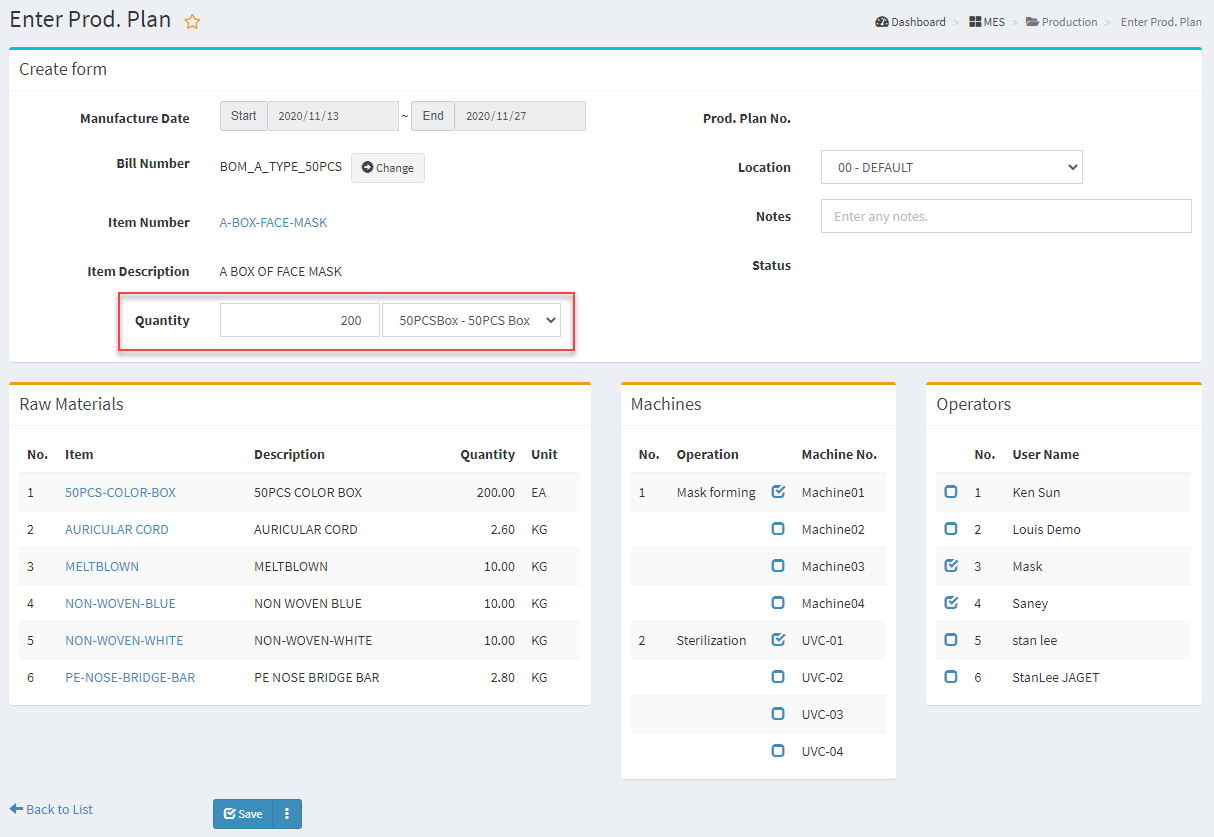 Enter Prod. Plan
Dashboard > MES > Production > Enter Prod. Plan
Create form
Manufacture Date Start 2020/11/13 ~ End 2020/11/27
Prod. Plan No.
Bill Number BOM_A_TYPE_50PCS Change
Location 00 - DEFAULT
Item Number A-BOX-FACE-MASK
Notes Enter any notes.
Item Description A BOX OF FACE MASK
Status
Quantity 200 50PCSBox - 50PCS Box
Raw Materials
No. Item Description Quantity Unit
1 50PCS-COLOR-BOX 50PCS COLOR BOX 200.00 EA
2 AURICULAR CORD AURICULAR CORD 2.60 KG
3 MELTBLOWN MELTBLOWN 10.00 KG
4 NON-WOVEN-BLUE NON WOVEN BLUE 10.00 KG
5 NON-WOVEN-WHITE NON-WOVEN-WHITE 10.00 KG
6 PE-NOSE-BRIDGE-BAR PE NOSE BRIDGE BAR 2.80 KG
Machines
No. Operation Machine No.
1 Mask forming Machine01
Machine02
Machine03
Machine04
2 Sterilization UVC-01
UVC-02
UVC-03
UVC-04
Operators
No. User Name
1 Ken Sun
2 Louis Demo
3 Mask
4 Saney
5 stan lee
6 StanLee JAGET
Back to List
Save